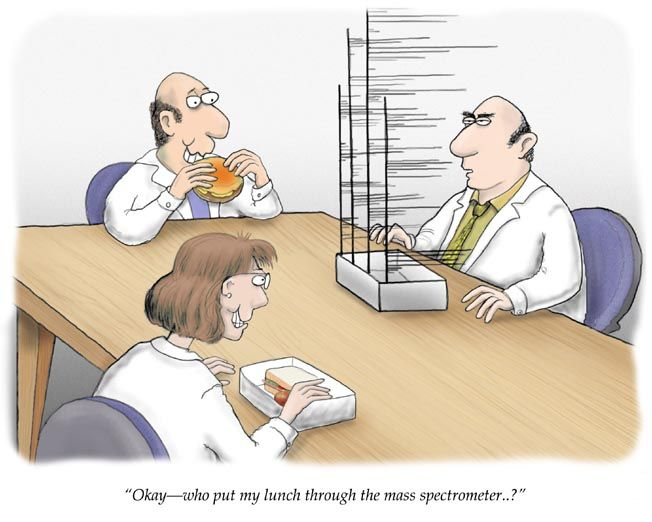 “Okay—who put my lunch through the mass spectrometer..?”